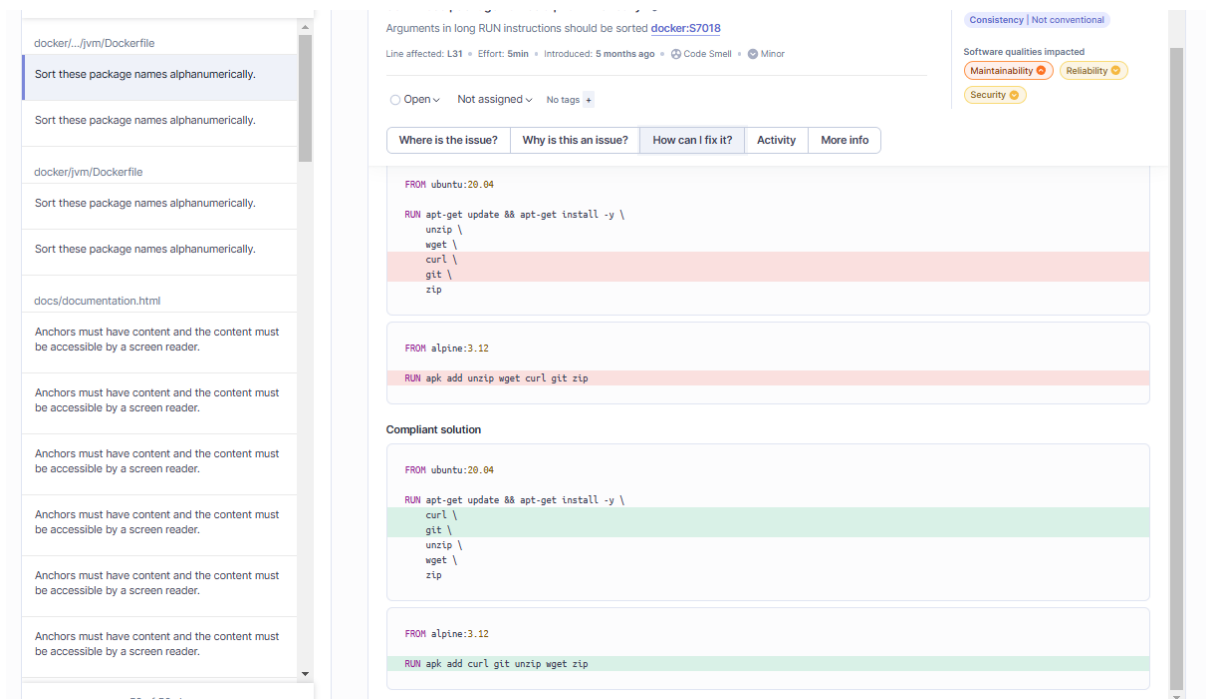 docker/.../jvm/Dockerfile
Sort these package names alphanumerically.
Sort these package names alphanumerically.
docker/jvm/Dockerfile
Sort these package names alphanumerically.
Sort these package names alphanumerically.
docs/documentation.html
Anchors must have content and the content must
be accessible by a screen reader.
Anchors must have content and the content must
be accessible by a screen reader.
Anchors must have content and the content must
be accessible by a screen reader.
Anchors must have content and the content must
be accessible by a screen reader.
Anchors must have content and the content must
be accessible by a screen reader.
Anchors must have content and the content must
be accessible by a screen reader.
Arguments in long RUN instructions should be sorted docker:S7018
Line affected: L31 • Effort: 5min • Introduced: 5 months ago • Code Smell • Minor
Open Not assigned No tags +
Consistency | Not conventional
Software qualities impacted
Maintainability Reliability
Security
Where is the issue? Why is this an issue? How can I fix it? Activity More info
FROM ubuntu:20.04
RUN apt-get update && apt-get install -y \
unzip \
wget \
curl \
git \
zip
FROM alpine:3.12
RUN apk add unzip wget curl git zip
Compliant solution
FROM ubuntu:20.04
RUN apt-get update && apt-get install -y \
curl \
git \
unzip \
wget \
zip
FROM alpine:3.12
RUN apk add curl git unzip wget zip